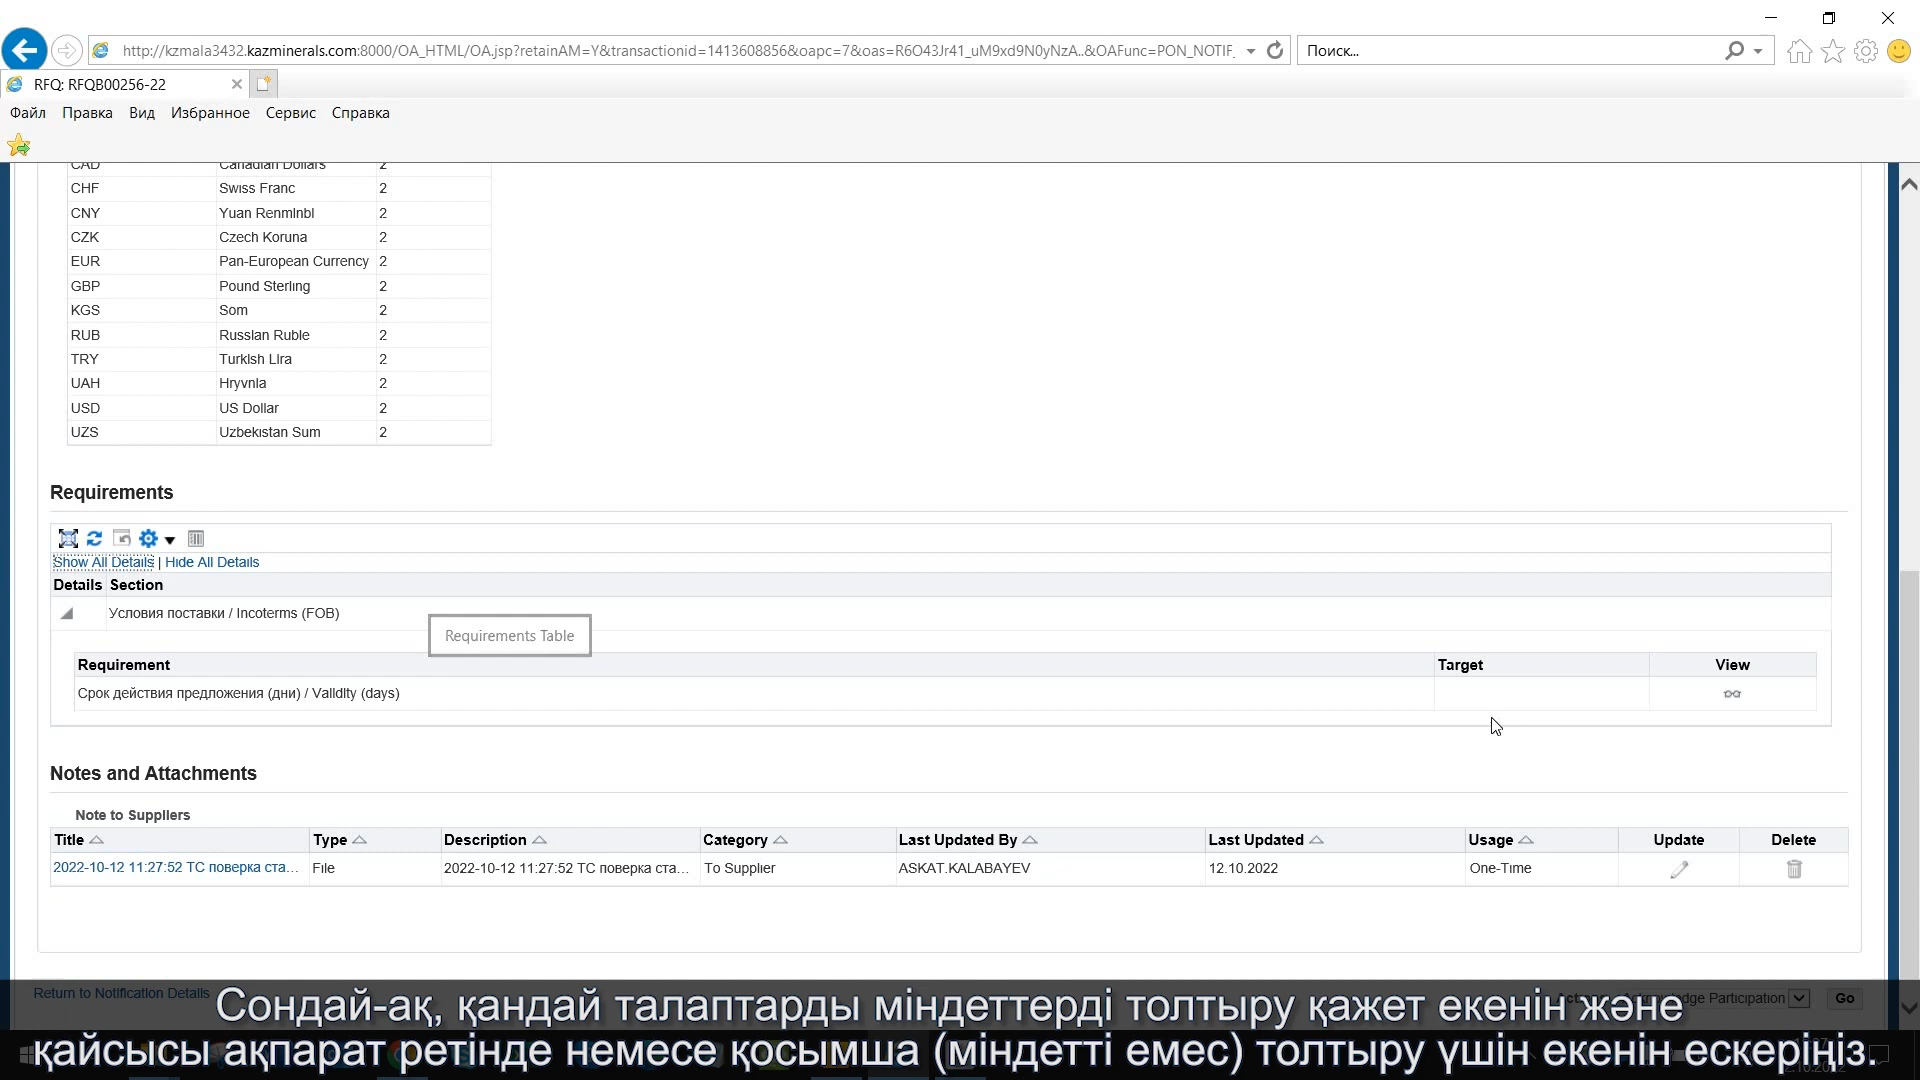 http://kzmala3432.kazminerals.com:8000/OA_HTML/OA.jsp?retainAM=Y&transactionid=1413608856&oapc=7&oas=R6O43Jr41_uM9xd9N0yNzA..&OAFunc=PON_NOTIF_
Поиск...
RFQ: RFQB00256-22
Файл Правка Вид Избранное Сервис Справка
CAD Canadian Dollars 2
CHF Swiss Franc 2
CNY Yuan Renminbi 2
CZK Czech Koruna 2
EUR Pan-European Currency 2
GBP Pound Sterling 2
KGS Som 2
RUB Russian Ruble 2
TRY Turkish Lira 2
UAH Hryvnia 2
USD US Dollar 2
UZS Uzbekistan Sum 2
Requirements
Show All Details | Hide All Details
Details Section
Условия поставки / Incoterms (FOB)
Requirements Table
Requirement Target View
Срок действия предложения (дни) / Validity (days)
Notes and Attachments
Note to Suppliers
Title Type Description Category Last Updated By Last Updated Usage Update Delete
2022-10-12 11:27:52 ТС поверка ста... File 2022-10-12 11:27:52 ТС поверка ста... To Supplier ASKAT.KALABAYEV 12.10.2022 One-Time
Return to Notification Details
Participation Go
Сондай-ақ, қандай талаптарды міндеттерді толтыру қажет екенін және
қайсысы ақпарат ретінде немесе қосымша (міндетті емес) толтыру үшін екенін ескеріңіз.